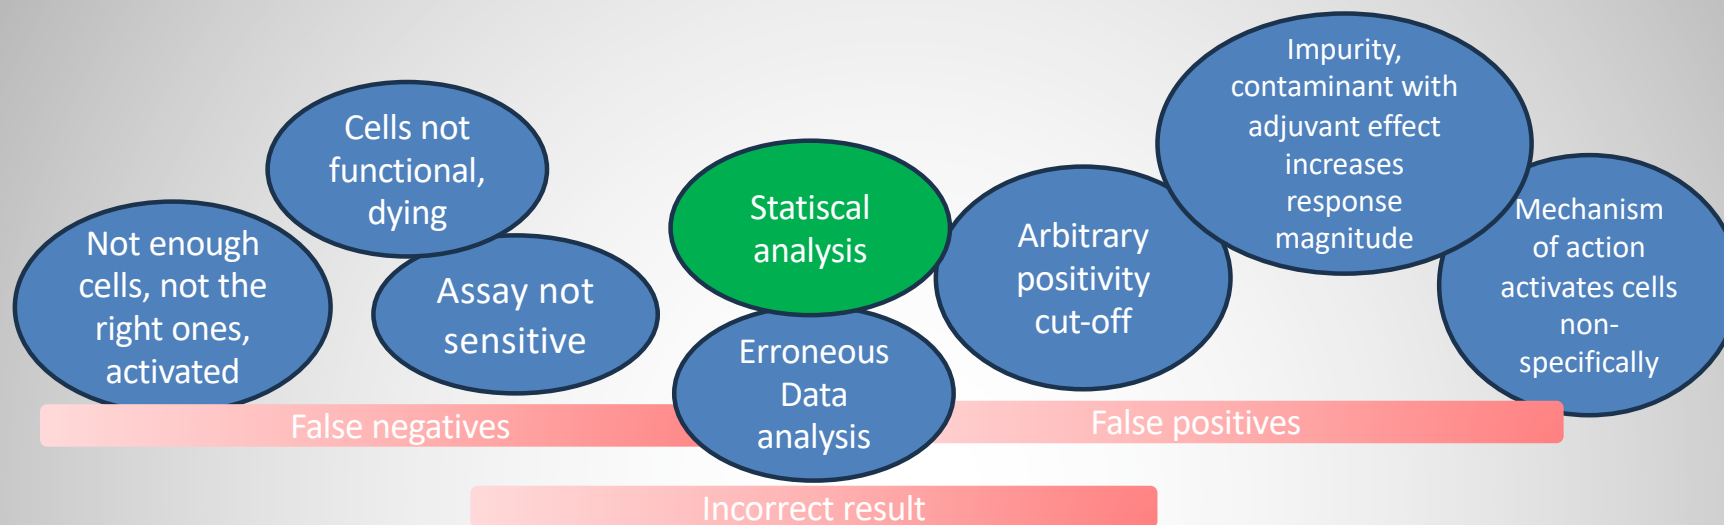 Not enough
cells, not the
right ones,
activated
Cells not
functional,
dying
Assay not
sensitive
Statiscal
analysis
Erroneous
Data
analysis
Arbitrary
positivity
cut-off
Impurity,
contaminant with
adjuvant effect
increases
response
magnitude
Mechanism
of action
activates cells
non-
specifically
False negatives
False positives
Incorrect result